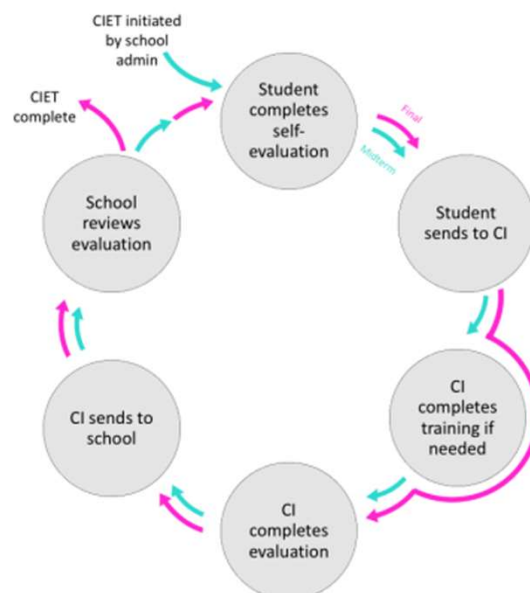 CIET initiated
by school
admin
CIET
complete
Student
completes
self-
evaluation
Final
Midterm
Student
sends to CI
CI
completes
training if
needed
CI
completes
evaluation
CI sends to
school
School
reviews
evaluation